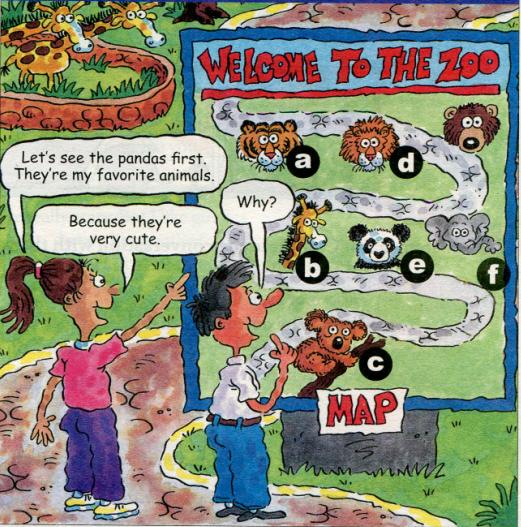 WELCOME TO THE ZOO
Let's see the pandas first.
They're my favorite animals.
Why?
Because they're
very cute.
a
d
b
e
f
c
MAP